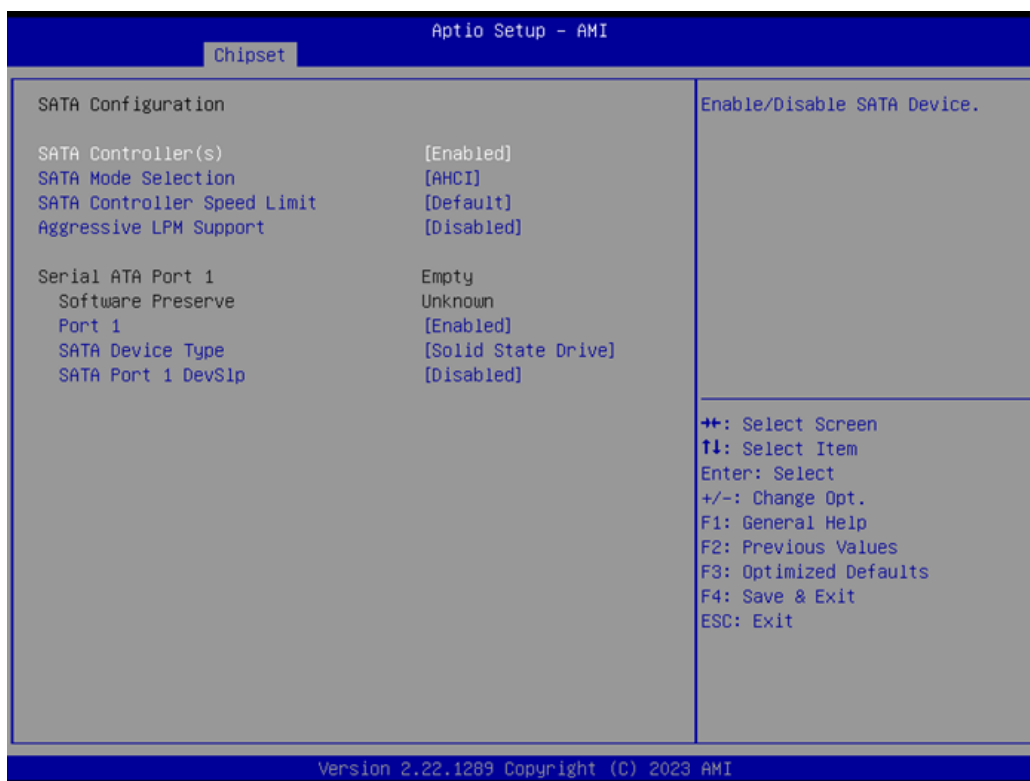 Aptio Setup – AMI
Chipset
SATA Configuration
SATA Controller(s) [Enabled]
SATA Mode Selection [AHCI]
SATA Controller Speed Limit [Default]
Aggressive LPM Support [Disabled]
Serial ATA Port 1 Empty
Software Preserve Unknown
Port 1 [Enabled]
SATA Device Type [Solid State Drive]
SATA Port 1 DevSlp [Disabled]
Enable/Disable SATA Device.
→←: Select Screen
↑↓: Select Item
Enter: Select
+/-: Change Opt.
F1: General Help
F2: Previous Values
F3: Optimized Defaults
F4: Save & Exit
ESC: Exit
Version 2.22.1289 Copyright (C) 2023 AMI